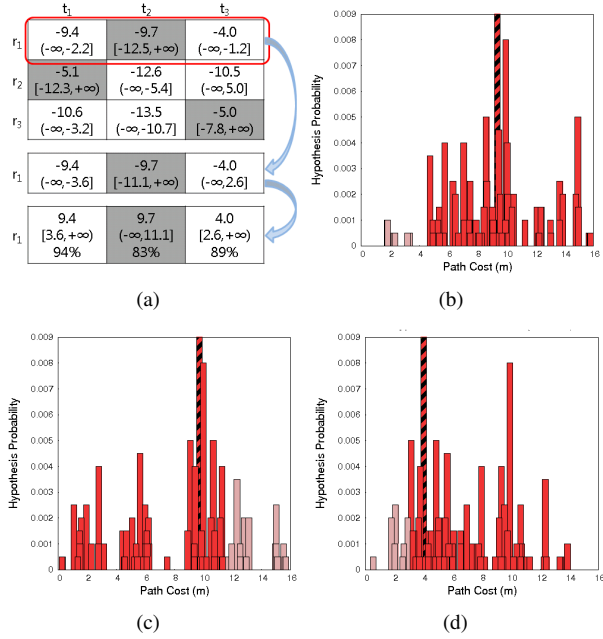 t1 t2 t3
r1 -9.4 -9.7 -4.0
(-∞,-2.2] [-12.5,+∞) (-∞,-1.2]
r2 -5.1 -12.6 -10.5
[-12.3,+∞) (-∞,-5.4] (-∞,5.0]
r3 -10.6 -13.5 -5.0
(-∞,-3.2] (-∞,-10.7] [-7.8,+∞)
r1 -9.4 -9.7 -4.0
(-∞,-3.6] [-11.1,+∞) (-∞,2.6]
r1 9.4 9.7 4.0
[3.6,+∞) (-∞,11.1] [2.6,+∞)
94% 83% 89%
(a)
Hypothesis Probability
0.009
0.008
0.007
0.006
0.005
0.004
0.003
0.002
0.001
0 2 4 6 8 10 12 14 16
Path Cost (m)
(b)
Hypothesis Probability
0.009
0.008
0.007
0.006
0.005
0.004
0.003
0.002
0.001
0 2 4 6 8 10 12 14 16
Path Cost (m)
(c)
Hypothesis Probability
0.009
0.008
0.007
0.006
0.005
0.004
0.003
0.002
0.001
0 2 4 6 8 10 12 14 16
Path Cost (m)
(d)